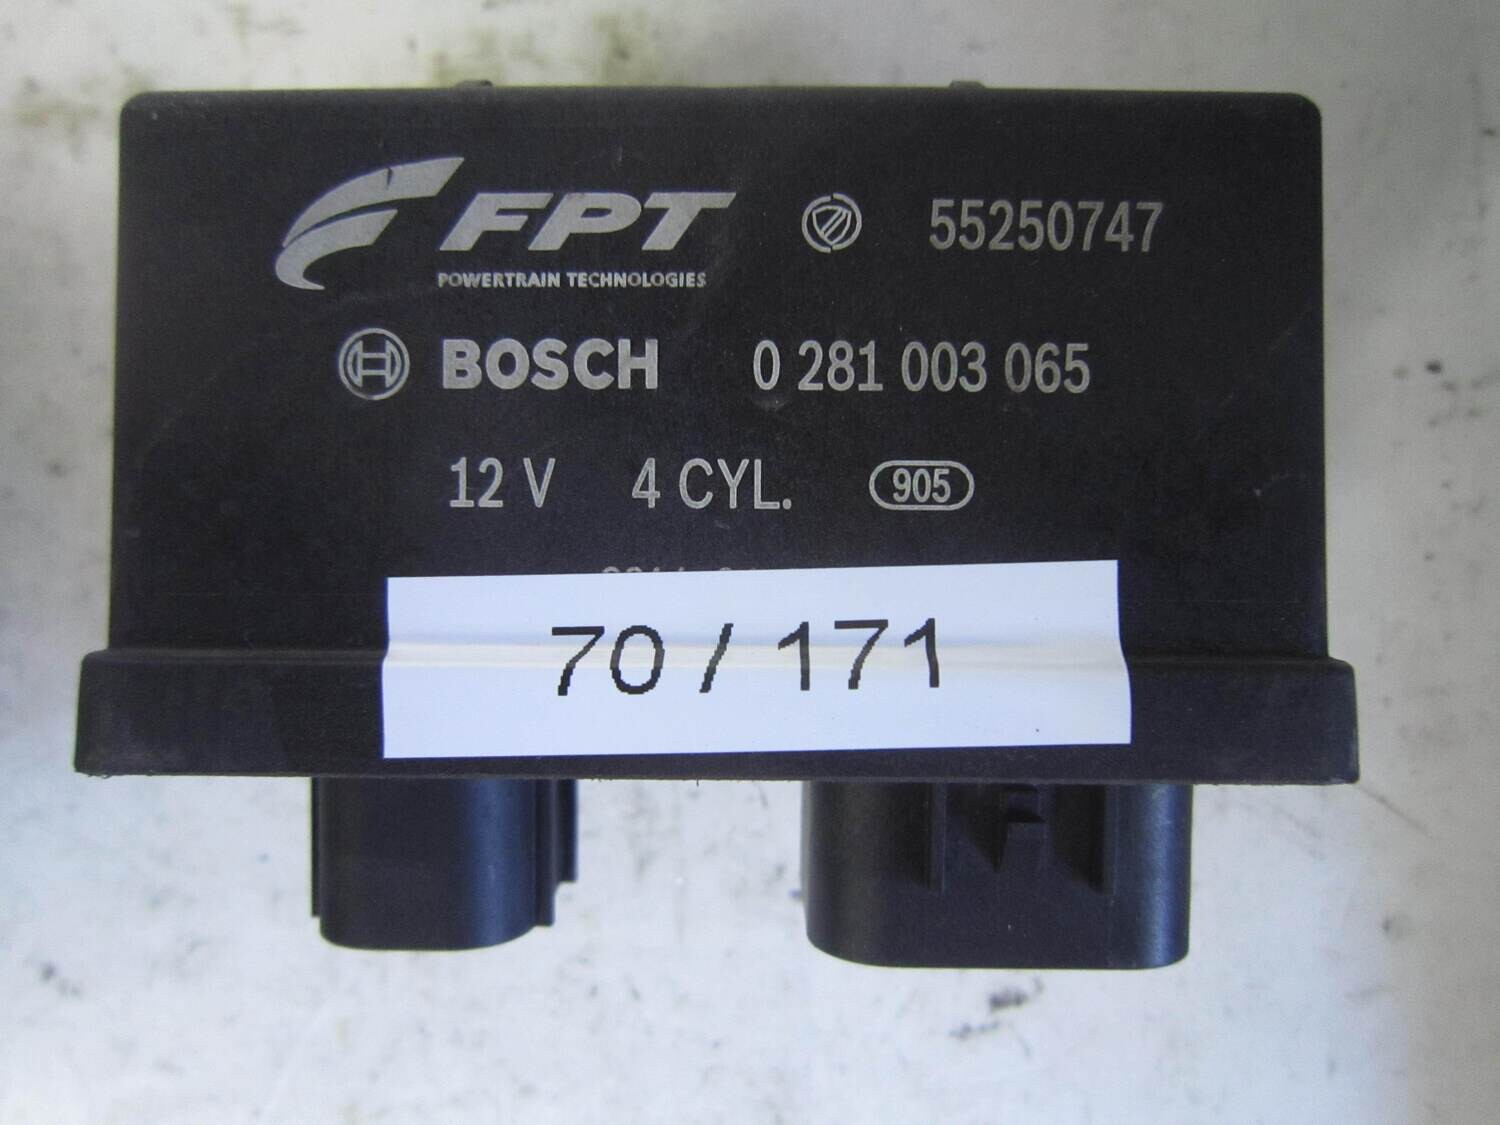 FPT 55250747
POWERTRAIN TECHNOLOGIES
BOSCH 0 281 003 065
12 V 4 CYL. 905
70 / 171